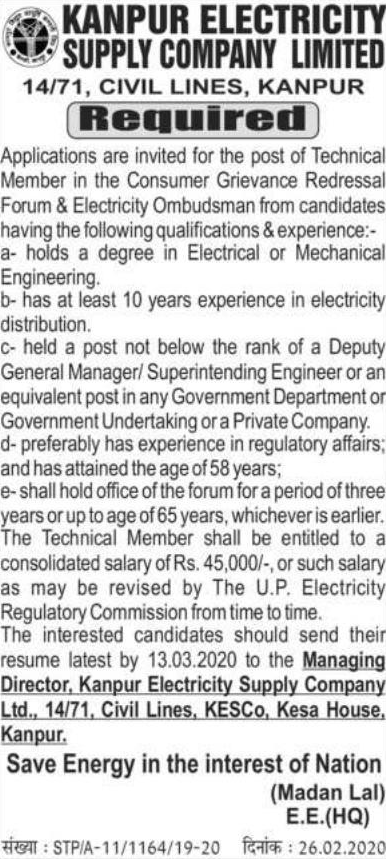 KANPUR ELECTRICITY
SUPPLY COMPANY LIMITED
14/71, CIVIL LINES, KANPUR
Required
Applications are invited for the post of Technical
Member in the Consumer Grievance Redressal
Forum & Electricity Ombudsman from candidates
having the following qualifications & experience:-
a- holds a degree in Electrical or Mechanical
Engineering.
b- has at least 10 years experience in electricity
distribution.
c- held a post not below the rank of a Deputy
General Manager/ Superintending Engineer or an
equivalent post in any Government Department or
Government Undertaking or a Private Company.
d- preferably has experience in regulatory affairs;
and has attained the age of 58 years;
e- shall hold office of the forum for a period of three
years or up to age of 65 years, whichever is earlier.
The Technical Member shall be entitled to a
consolidated salary of Rs. 45,000/-, or such salary
as may be revised by The U.P. Electricity
Regulatory Commission from time to time.
The interested candidates should send their
resume latest by 13.03.2020 to the Managing
Director, Kanpur Electricity Supply Company
Ltd., 14/71, Civil Lines, KESCo, Kesa House,
Kanpur.
Save Energy in the interest of Nation
(Madan Lal)
E.E.(HQ)
संख्या : STP/A-11/1164/19-20 दिनांक : 26.02.2020